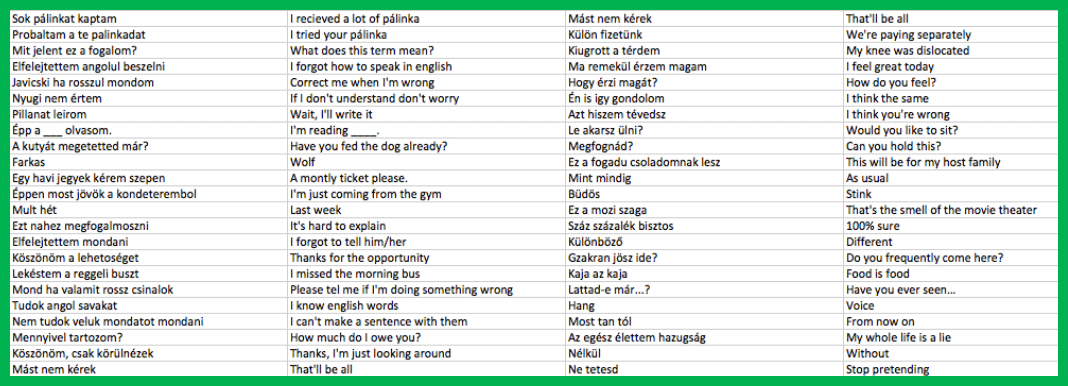 Sok pálinkat kaptam I recieved a lot of pálinka Mást nem kérek That'll be all
Probaltam a te palinkadat I tried your pálinka Külön fizetünk We're paying separately
Mit jelent ez a fogalom? What does this term mean? Kiugrott a térdem My knee was dislocated
Elfelejtettem angolul beszelni I forgot how to speak in english Ma remekül érzem magam I feel great today
Javicski ha rosszul mondom Correct me when I'm wrong Hogy érzi magát? How do you feel?
Nyugi nem értem If I don't understand don't worry Én is igy gondolom I think the same
Pillanat leirom Wait, I'll write it Azt hiszem tévedsz I think you're wrong
Épp a ___ olvasom. I'm reading ____. Le akarsz ülni? Would you like to sit?
A kutyát megetetted már? Have you fed the dog already? Megfognád? Can you hold this?
Farkas Wolf Ez a fogadu csoladomnak lesz This will be for my host family
Egy havi jegyek kérem szepen A montly ticket please. Mint mindig As usual
Éppen most jövök a kondeterembol I'm just coming from the gym Büdös Stink
Mult hét Last week Ez a mozi szaga That's the smell of the movie theater
Ezt nahez megfogalmoszni It's hard to explain Száz százalék bisztos 100% sure
Elfelejtettem mondani I forgot to tell him/her Különböző Different
Köszönöm a lehetoséget Thanks for the opportunity Gzakran jösz ide? Do you frequently come here?
Lekéstem a reggeli buszt I missed the morning bus Kaja az kaja Food is food
Mond ha valamit rossz csinalok Please tel me if I'm doing something wrong Lattad-e már...? Have you ever seen...
Tudok angol savakat I know english words Hang Voice
Nem tudok veluk mondatot mondani I can't make a sentence with them Most tan tól From now on
Mennyivel tartozom? How much do I owe you? Az egész élettem hazugság My whole life is a lie
Köszönöm, csak körülnézek Thanks, I'm just looking around Nélkül Without
Mást nem kérek That'll be all Ne tetesd Stop pretending